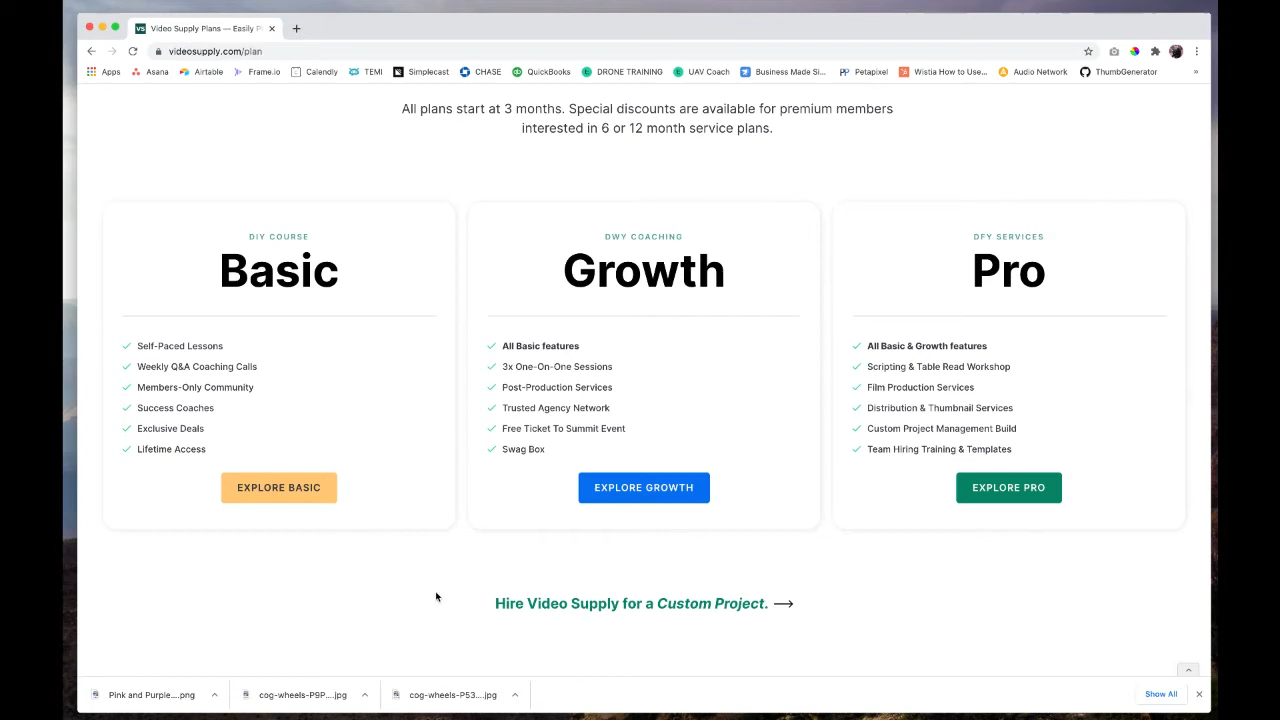 Video Supply Plans — Easily P
videosupply.com/plan
Apps
Asana
Airtable
Frame.io
Calendly
TEMI
Simplecast
CHASE
QuickBooks
DRONE TRAINING
UAV Coach
Business Made Si...
Petapixel
Wistia How to Use...
Audio Network
ThumbGenerator
»
All plans start at 3 months. Special discounts are available for premium members
interested in 6 or 12 month service plans.
DIY COURSE
Basic
Self-Paced Lessons
Weekly Q&A Coaching Calls
Members-Only Community
Success Coaches
Exclusive Deals
Lifetime Access
EXPLORE BASIC
DWY COACHING
Growth
All Basic features
3x One-On-One Sessions
Post-Production Services
Trusted Agency Network
Free Ticket To Summit Event
Swag Box
EXPLORE GROWTH
DFY SERVICES
Pro
All Basic & Growth features
Scripting & Table Read Workshop
Film Production Services
Distribution & Thumbnail Services
Custom Project Management Build
Team Hiring Training & Templates
EXPLORE PRO
Hire Video Supply for a Custom Project. ⟶
Pink and Purple....png
cog-wheels-P9P....jpg
cog-wheels-P53....jpg
Show All